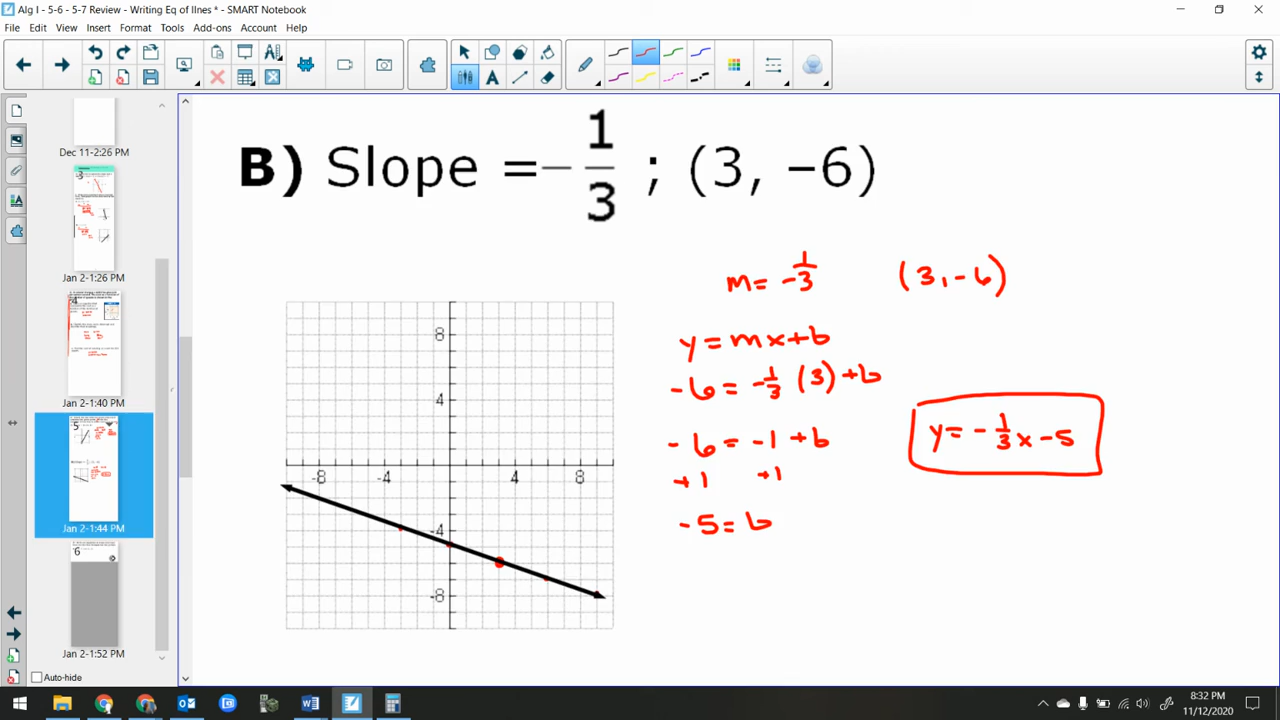 Alg I - 5-6 - 5-7 Review - Writing Eq of lInes * - SMART Notebook
File Edit View Insert Format Tools Add-ons Account Help
Dec 11-2:26 PM
Jan 2-1:26 PM
Jan 2-1:40 PM
Jan 2-1:44 PM
Jan 2-1:52 PM
Auto-hide
B) Slope = -1/3 ; (3, −6)
m = -1/3 (3, -6)
y = mx+b
-6 = -1/3 (3) +b
-6 = -1 +b
+1 +1
-5 = b
y = -1/3x -5
8
4
-8 -4 4 8
-4
-8
8:32 PM
11/12/2020